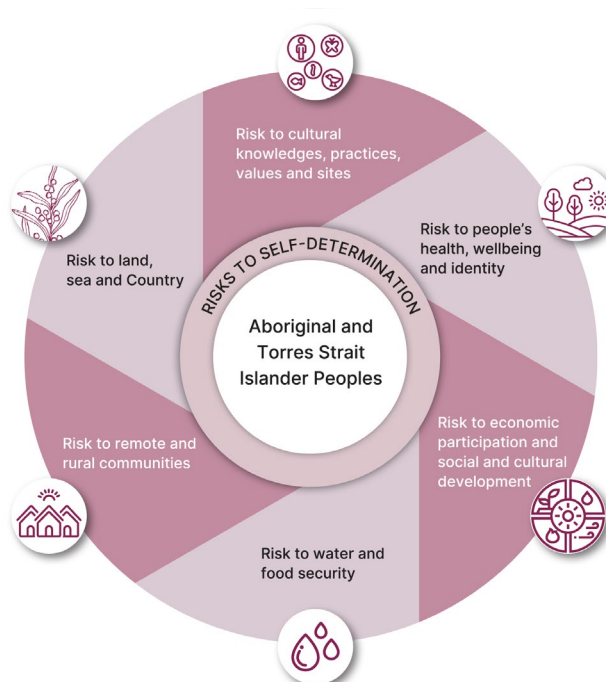 Risk to cultural
knowledges, practices,
values and sites
Risk to people's
health, wellbeing
and identity
Risk to economic
participation and
social and cultural
development
Risk to water and
food security
Risk to remote and
rural communities
Risk to land,
sea and Country
RISKS TO SELF-DETERMINATION
Aboriginal and
Torres Strait
Islander Peoples